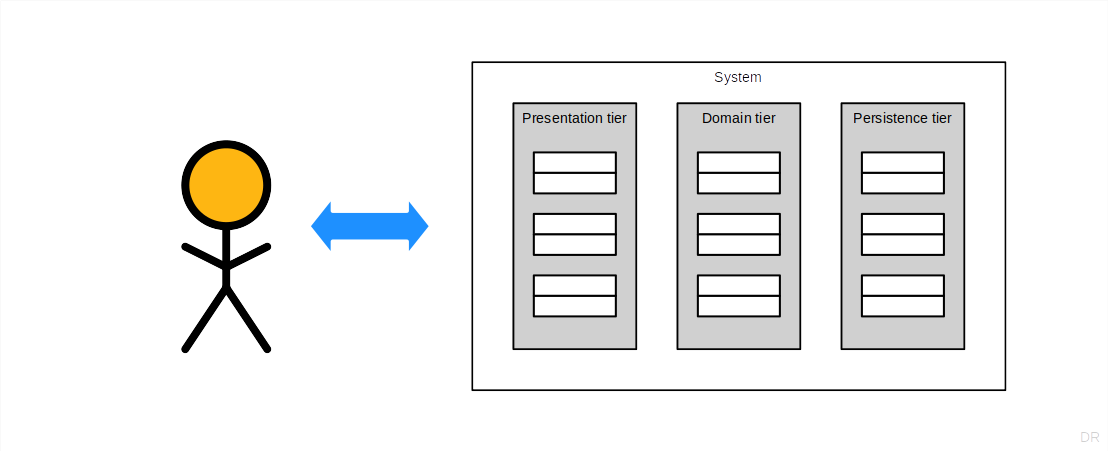 System
Presentation tier
Domain tier
Persistence tier
DR